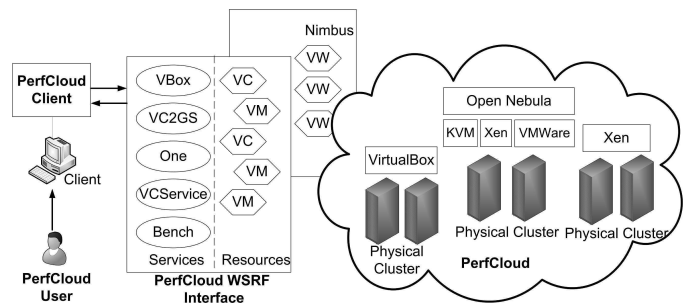 Nimbus
VW
VW
VW
PerfCloud
Client
VBox
VC2GS
One
VCService
Bench
Services
VC
VM
VC
VM
VM
Resources
PerfCloud WSRF
Interface
Client
PerfCloud
User
Open Nebula
KVM
Xen
VMWare
Xen
VirtualBox
Physical
Cluster
Physical Cluster
Physical Cluster
PerfCloud